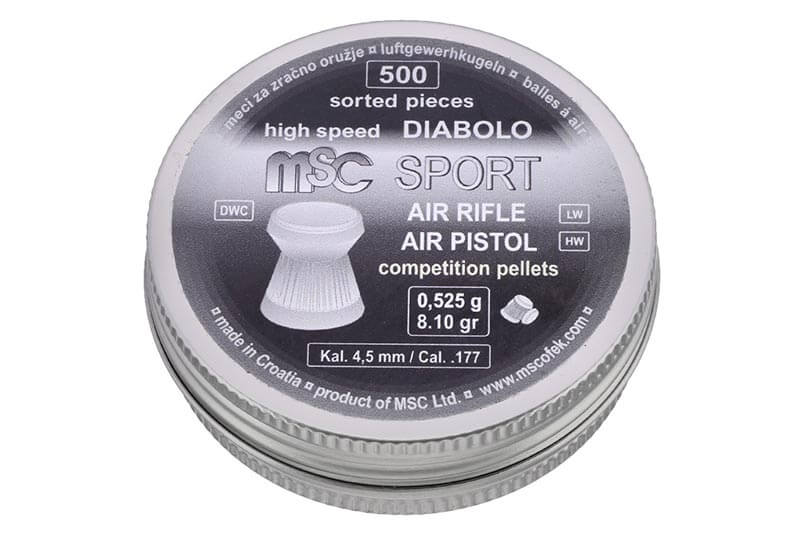 meci za zračno oružje ¤ luftgewerhkugeln ¤ balles á air
500
sorted pieces
high speed DIABOLO
MSC SPORT
DWC
AIR RIFLE LW
AIR PISTOL HW
competition pellets
0,525 g
8.10 gr
Kal. 4,5 mm / Cal. .177
¤ made in Croatia ¤ product of MSC Ltd. ¤ www.mscofek.com ¤